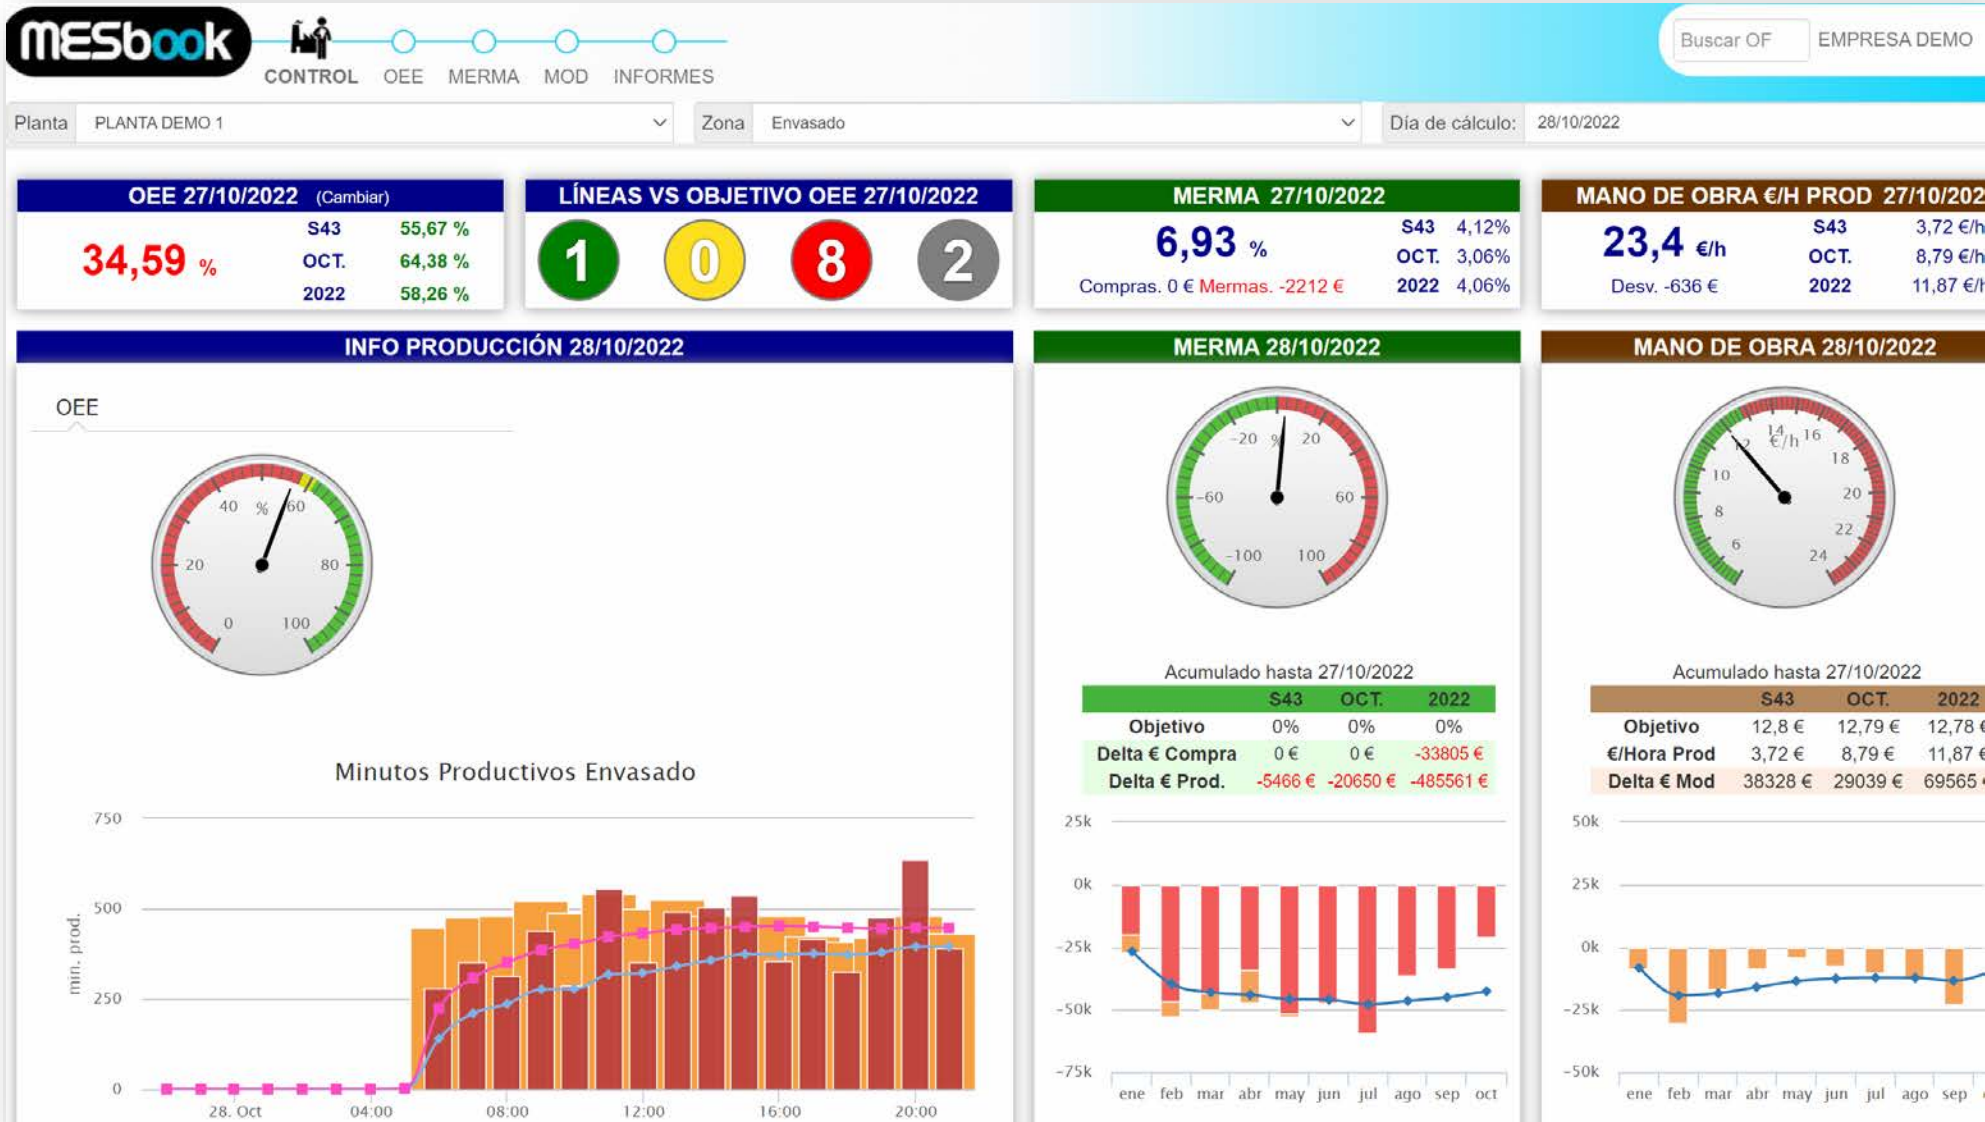 MESbook
CONTROL OEE MERMA MOD INFORMES
Buscar OF EMPRESA DEMO
Planta PLANTA DEMO 1 Zona Envasado Día de cálculo: 28/10/2022
OEE 27/10/2022 (Cambiar)
34,59 %
S43 55,67 %
OCT. 64,38 %
2022 58,26 %
LÍNEAS VS OBJETIVO OEE 27/10/2022
1 0 8 2
MERMA 27/10/2022
6,93 %
Compras. 0 € Mermas. -2212 €
S43 4,12%
OCT. 3,06%
2022 4,06%
MANO DE OBRA €/H PROD 27/10/202
23,4 €/h
Desv. -636 €
S43 3,72 €/h
OCT. 8,79 €/h
2022 11,87 €/h
INFO PRODUCCIÓN 28/10/2022
OEE
40 % 60
20 80
0 100
Minutos Productivos Envasado
min. prod.
750
500
250
0
28. Oct 04:00 08:00 12:00 16:00 20:00
MERMA 28/10/2022
-20 % 20
-60 60
-100 100
Acumulado hasta 27/10/2022
S43 OCT. 2022
Objetivo 0% 0% 0%
Delta € Compra 0 € 0 € -33805 €
Delta € Prod. -5466 € -20650 € -485561 €
25k
0k
-25k
-50k
-75k
ene feb mar abr may jun jul ago sep oct
MANO DE OBRA 28/10/2022
14 16
12 €/h 18
10 20
8 22
6 24
Acumulado hasta 27/10/2022
S43 OCT. 2022
Objetivo 12,8 € 12,79 € 12,78 €
€/Hora Prod 3,72 € 8,79 € 11,87 €
Delta € Mod 38328 € 29039 € 69565
50k
25k
0k
-25k
-50k
ene feb mar abr may jun jul ago sep